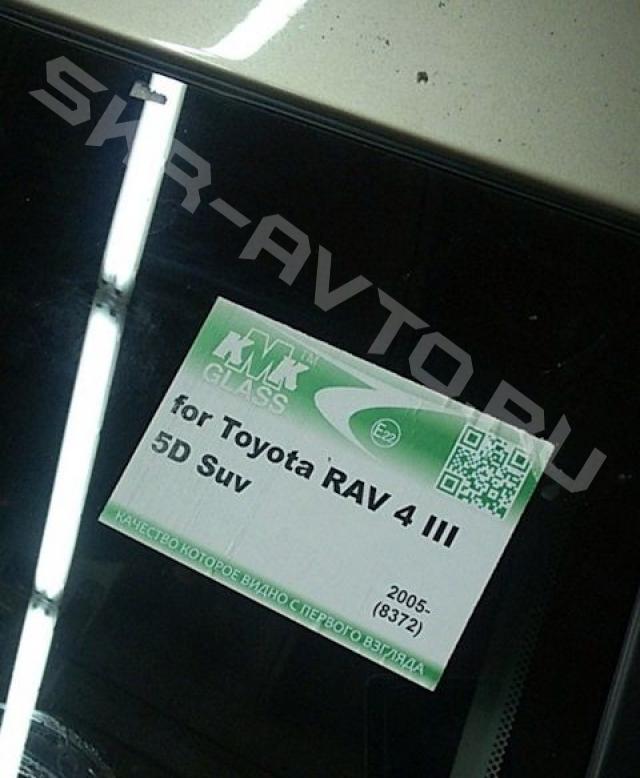 SKR-AVTO.RU
KMK™
GLASS
E22
for Toyota RAV 4 III
5D Suv
2005-
(8372)
КАЧЕСТВО КОТОРОЕ ВИДНО С ПЕРВОГО ВЗГЛЯДА